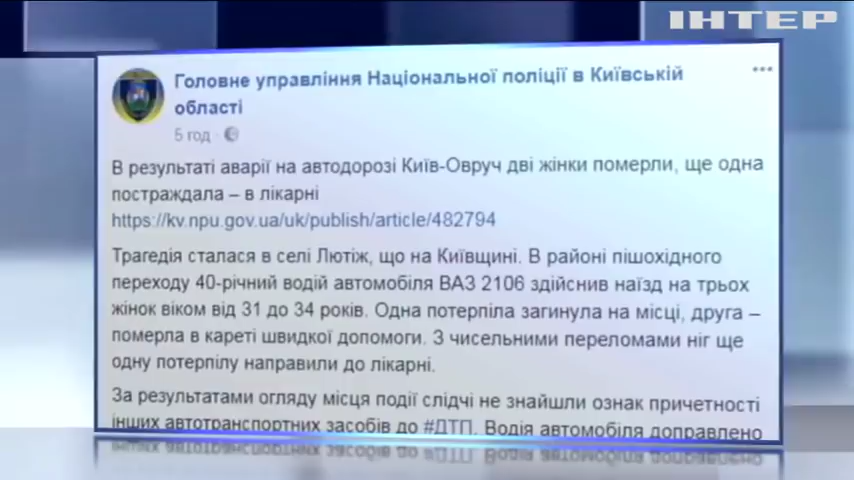 ІНТЕР
Головне управління Національної поліції в Київській
області
5 год ·
В результаті аварії на автодорозі Київ-Овруч дві жінки померли, ще одна
постраждала – в лікарні
https://kv.npu.gov.ua/uk/publish/article/482794
Трагедія сталася в селі Лютіж, що на Київщині. В районі пішохідного
переходу 40-річний водій автомобіля ВАЗ 2106 здійснив наїзд на трьох
жінок віком від 31 до 34 років. Одна потерпіла загинула на місці, друга –
померла в кареті швидкої допомоги. З чисельними переломами ніг ще
одну потерпілу направили до лікарні.
За результатами огляду місця події слідчі не знайшли ознак причетності
інших автотранспортних засобів до #ДТП. Водія автомобіля доправлено